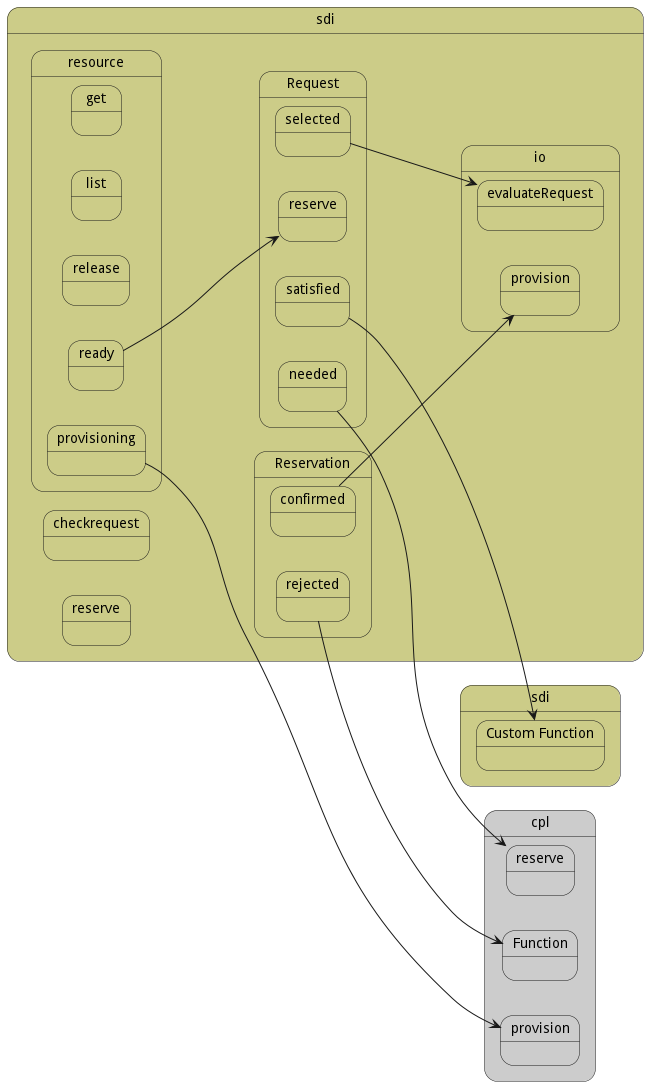 sdi
resource
get
list
release
ready
provisioning
checkrequest
reserve
Request
selected
reserve
satisfied
needed
Reservation
confirmed
rejected
io
evaluateRequest
provision
sdi
Custom Function
cpl
reserve
Function
provision